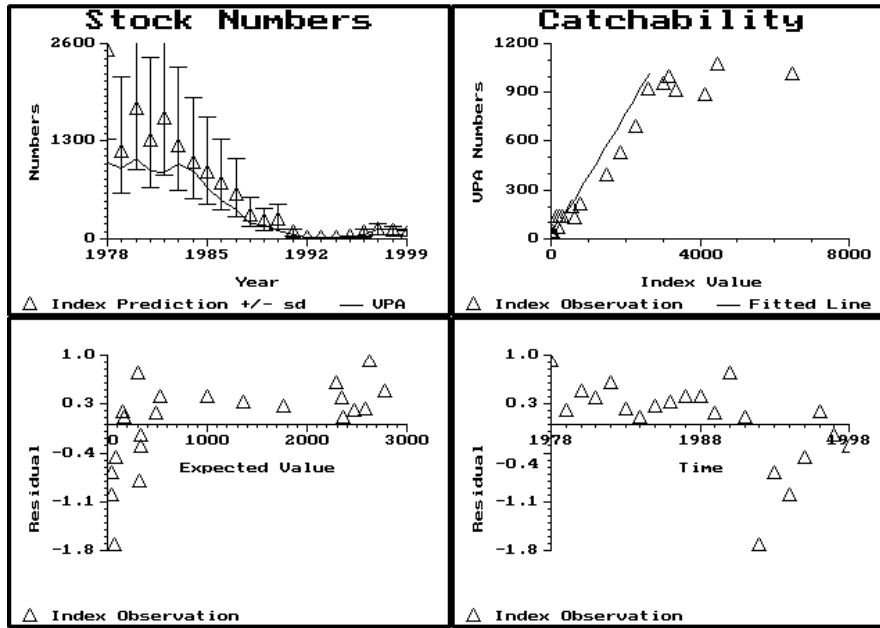 Stock Numbers
2600
1300
0
Numbers
1978
1985
1992
1999
Year
Index Prediction +/- sd
VPA
Catchability
1200
900
600
300
0
VPA Numbers
0
4000
8000
Index Value
Index Observation
Fitted Line
1.0
0.3
-0.4
-1.1
-1.8
Residual
0
1000
2000
3000
Expected Value
Index Observation
1.0
0.3
-0.4
-1.1
-1.8
Residual
1978
1988
1998
Time
Index Observation